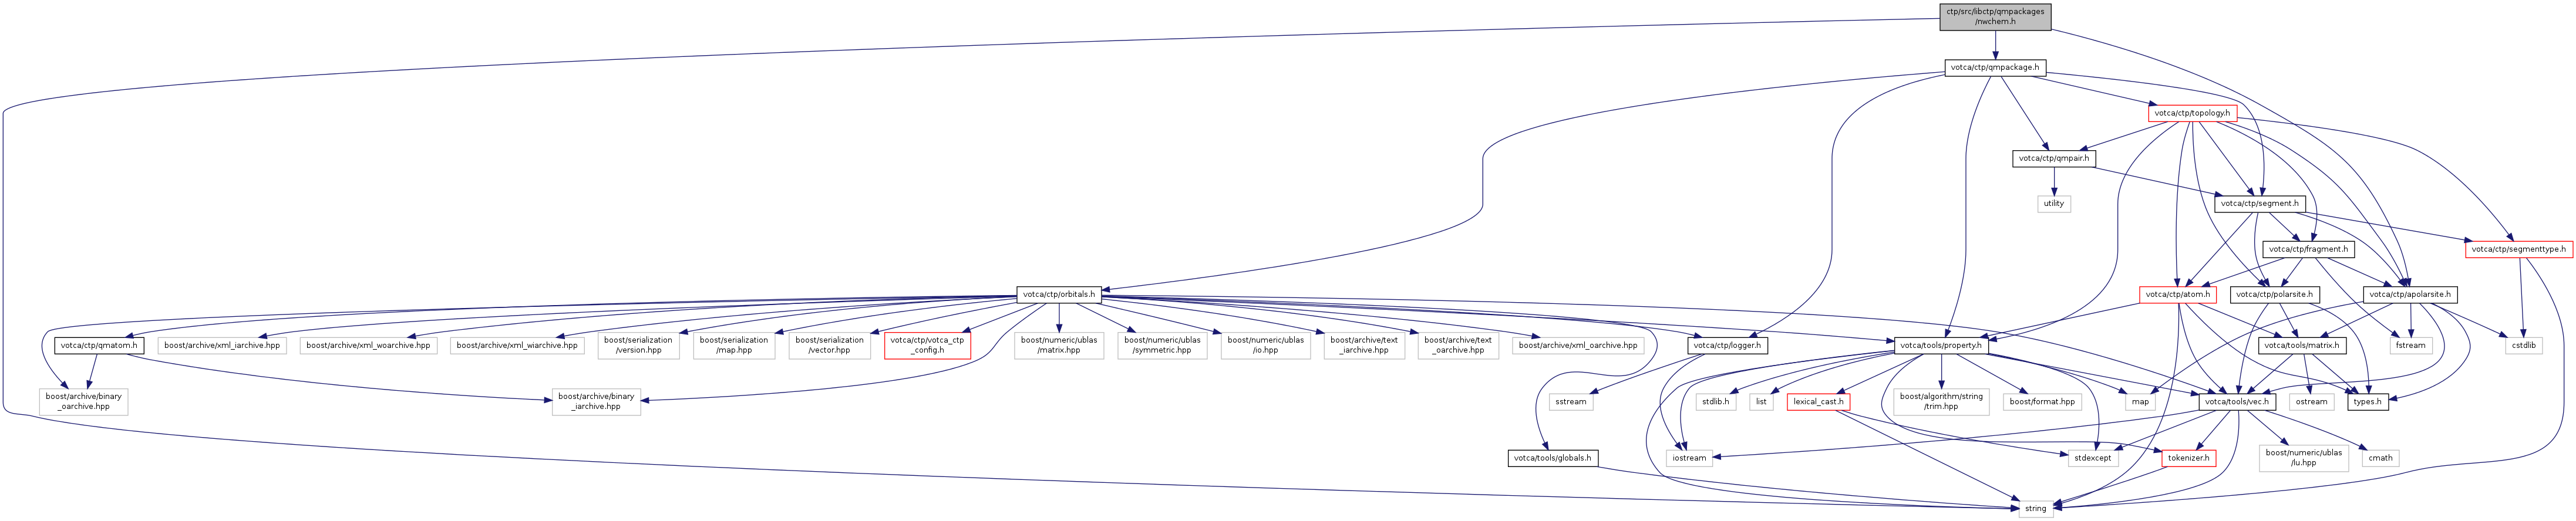 ctp/src/libctp/qmpackages
/nwchem.h
votca/ctp/qmpackage.h
votca/ctp/topology.h
votca/ctp/qmpair.h
utility
votca/ctp/segment.h
votca/ctp/fragment.h
votca/ctp/segmenttype.h
votca/ctp/orbitals.h
votca/ctp/atom.h
votca/ctp/polarsite.h
votca/ctp/apolarsite.h
votca/ctp/qmatom.h
boost/archive/xml_iarchive.hpp
boost/archive/xml_woarchive.hpp
boost/archive/xml_wiarchive.hpp
boost/serialization
/version.hpp
boost/serialization
/map.hpp
boost/serialization
/vector.hpp
votca/ctp/votca_ctp
_config.h
boost/numeric/ublas
/matrix.hpp
boost/numeric/ublas
/symmetric.hpp
boost/numeric/ublas
/io.hpp
boost/archive/text
_iarchive.hpp
boost/archive/text
_oarchive.hpp
boost/archive/xml_oarchive.hpp
votca/ctp/logger.h
votca/tools/property.h
votca/tools/matrix.h
fstream
cstdlib
boost/archive/binary
_oarchive.hpp
boost/archive/binary
_iarchive.hpp
sstream
stdlib.h
list
lexical_cast.h
boost/algorithm/string
/trim.hpp
boost/format.hpp
map
votca/tools/vec.h
ostream
types.h
votca/tools/globals.h
iostream
stdexcept
tokenizer.h
boost/numeric/ublas
/lu.hpp
cmath
string